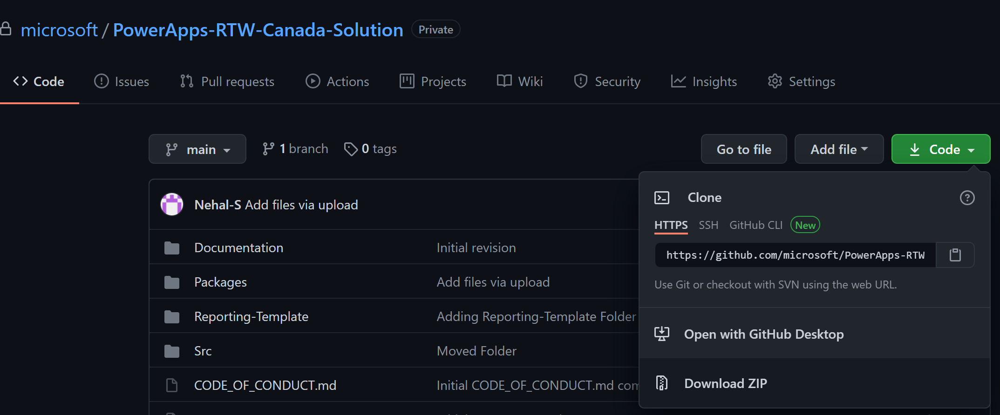 microsoft / PowerApps-RTW-Canada-Solution Private
Code Issues Pull requests Actions Projects Wiki Security Insights Settings
main 1 branch 0 tags Go to file Add file Code
Nehal-S Add files via upload
Documentation Initial revision
Packages Add files via upload
Reporting-Template Adding Reporting-Template Folder
Src Moved Folder
CODE_OF_CONDUCT.md Initial CODE_OF_CONDUCT.md com
Clone
HTTPS SSH GitHub CLI New
https://github.com/microsoft/PowerApps-RTW
Use Git or checkout with SVN using the web URL.
Open with GitHub Desktop
Download ZIP